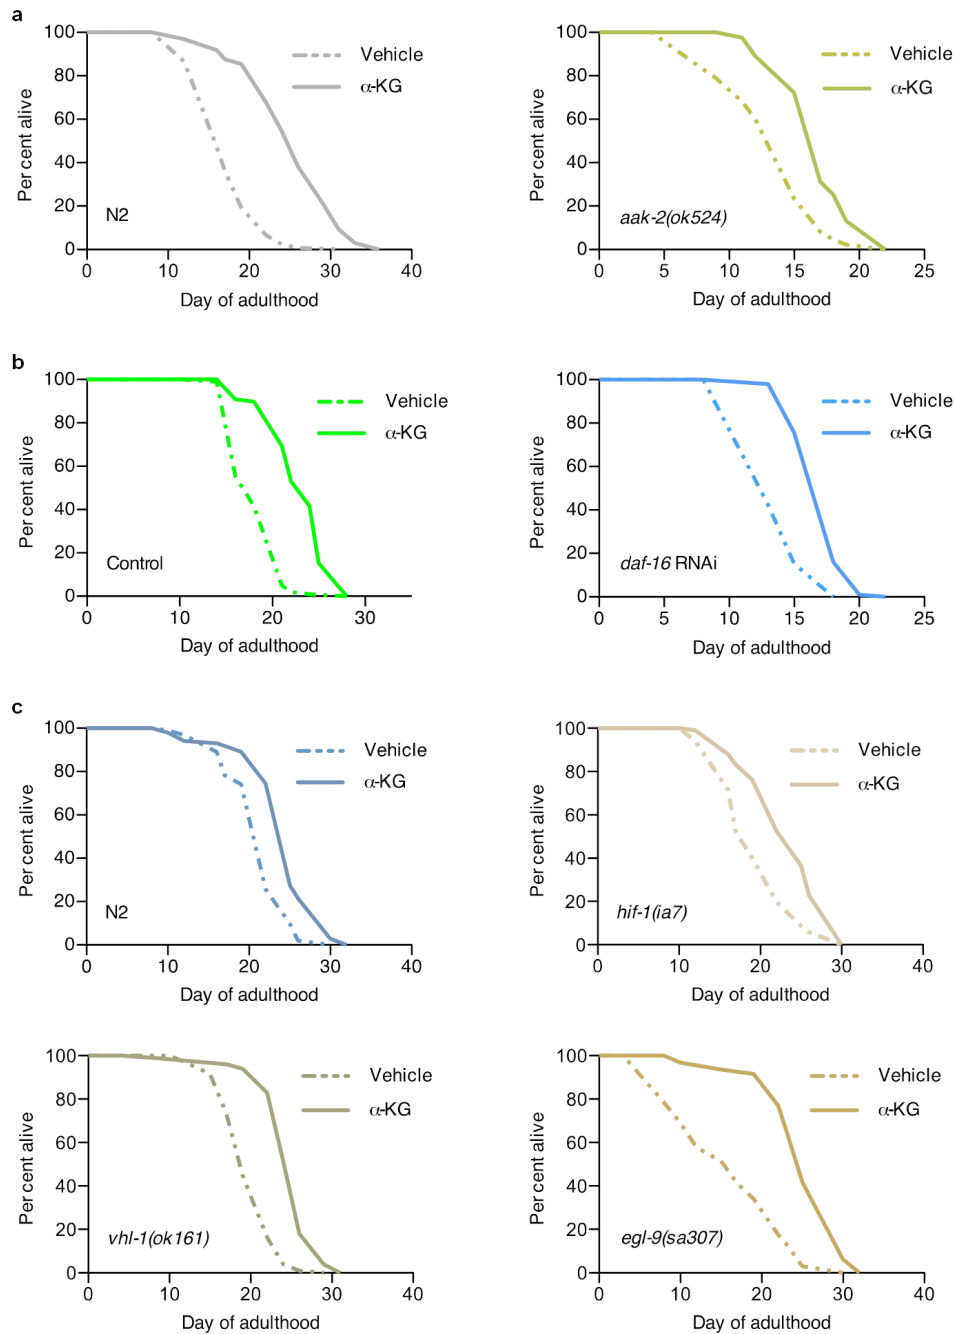 a
100
80
60
40
20
0
Per cent alive
Vehicle
α-KG
N2
0 10 20 30 40
Day of adulthood
100
80
60
40
20
0
Per cent alive
Vehicle
α-KG
aak-2(ok524)
0 5 10 15 20 25
Day of adulthood
b
100
80
60
40
20
0
Per cent alive
Vehicle
α-KG
Control
0 10 20 30
Day of adulthood
100
80
60
40
20
0
Per cent alive
Vehicle
α-KG
daf-16 RNAi
0 5 10 15 20 25
Day of adulthood
c
100
80
60
40
20
0
Per cent alive
Vehicle
α-KG
N2
0 10 20 30 40
Day of adulthood
100
80
60
40
20
0
Per cent alive
Vehicle
α-KG
hif-1(ia7)
0 10 20 30 40
Day of adulthood
100
80
60
40
20
0
Per cent alive
Vehicle
α-KG
vhl-1(ok161)
0 10 20 30 40
Day of adulthood
100
80
60
40
20
0
Per cent alive
Vehicle
α-KG
egl-9(sa307)
0 10 20 30 40
Day of adulthood